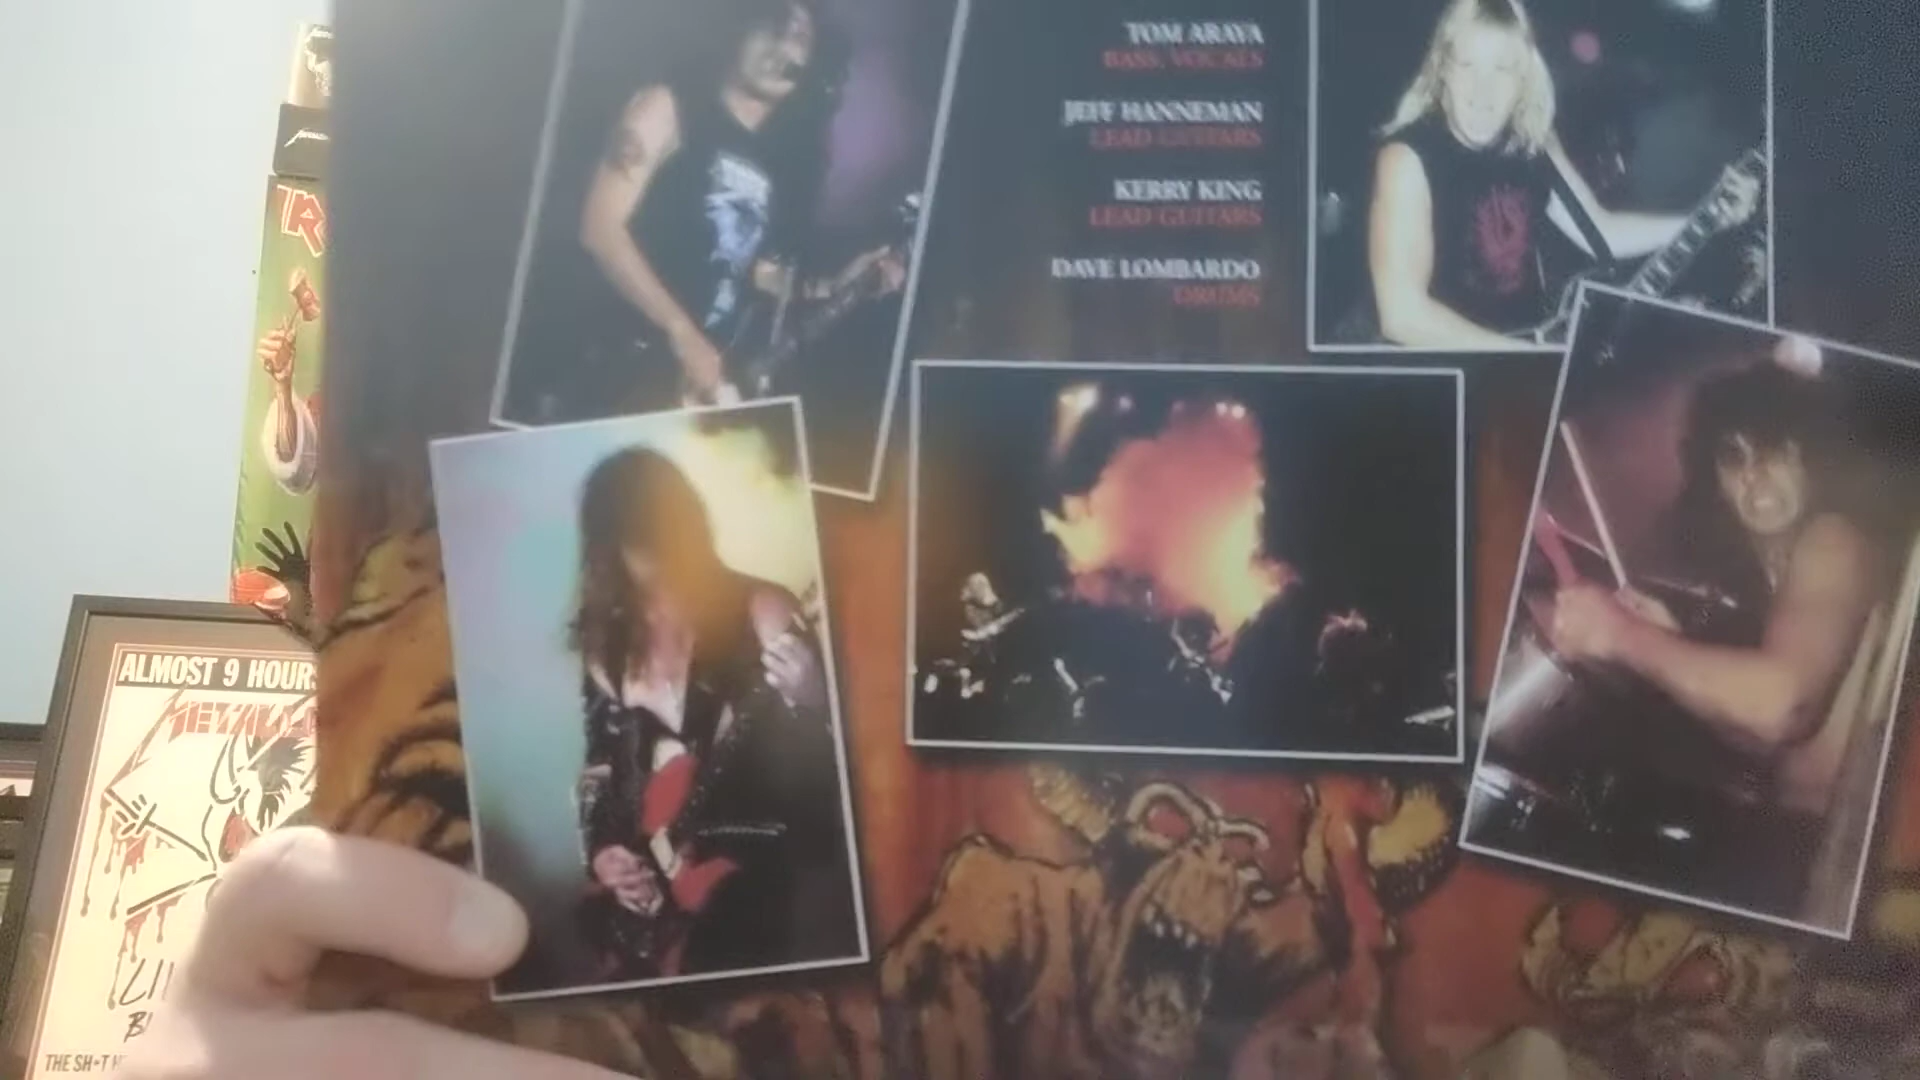 TOM ARAYA
BASS, VOCALS
JEFF HANNEMAN
LEAD GUITARS
KERRY KING
LEAD GUITARS
DAVE LOMBARDO
DRUMS
ALMOST 9 HOURS
METALLICA
THE SH*T H